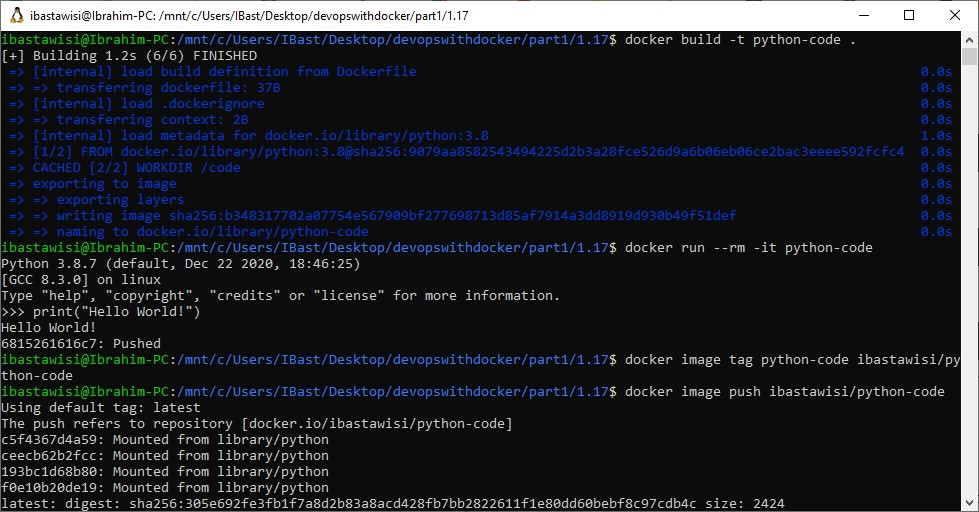 ibastawisi@Ibrahim-PC: /mnt/c/Users/IBast/Desktop/devopswithdocker/part1/1.17
ibastawisi@Ibrahim-PC:/mnt/c/Users/IBast/Desktop/devopswithdocker/part1/1.17$ docker build -t python-code .
[+] Building 1.2s (6/6) FINISHED
=> [internal] load build definition from Dockerfile 0.0s
=> => transferring dockerfile: 37B 0.0s
=> [internal] load .dockerignore 0.0s
=> => transferring context: 2B 0.0s
=> [internal] load metadata for docker.io/library/python:3.8 1.0s
=> [1/2] FROM docker.io/library/python:3.8@sha256:9079aa8582543494225d2b3a28fce526d9a6b06eb06ce2bac3eeee592fcfc4 0.0s
=> CACHED [2/2] WORKDIR /code 0.0s
=> exporting to image 0.0s
=> => exporting layers 0.0s
=> => writing image sha256:b348317702a07754e567909bf277698713d85af7914a3dd8919d930b49f51def 0.0s
=> => naming to docker.io/library/python-code 0.0s
ibastawisi@Ibrahim-PC:/mnt/c/Users/IBast/Desktop/devopswithdocker/part1/1.17$ docker run --rm -it python-code
Python 3.8.7 (default, Dec 22 2020, 18:46:25)
[GCC 8.3.0] on linux
Type "help", "copyright", "credits" or "license" for more information.
>>> print("Hello World!")
Hello World!
6815261616c7: Pushed
ibastawisi@Ibrahim-PC:/mnt/c/Users/IBast/Desktop/devopswithdocker/part1/1.17$ docker image tag python-code ibastawisi/py
thon-code
ibastawisi@Ibrahim-PC:/mnt/c/Users/IBast/Desktop/devopswithdocker/part1/1.17$ docker image push ibastawisi/python-code
Using default tag: latest
The push refers to repository [docker.io/ibastawisi/python-code]
c5f4367d4a59: Mounted from library/python
ceecb62b2fcc: Mounted from library/python
193bc1d68b80: Mounted from library/python
f0e10b20de19: Mounted from library/python
latest: digest: sha256:305e692fe3fb1f7a8d2b83a8acd428fb7bb2822611f1e80dd60bebf8c97cdb4c size: 2424